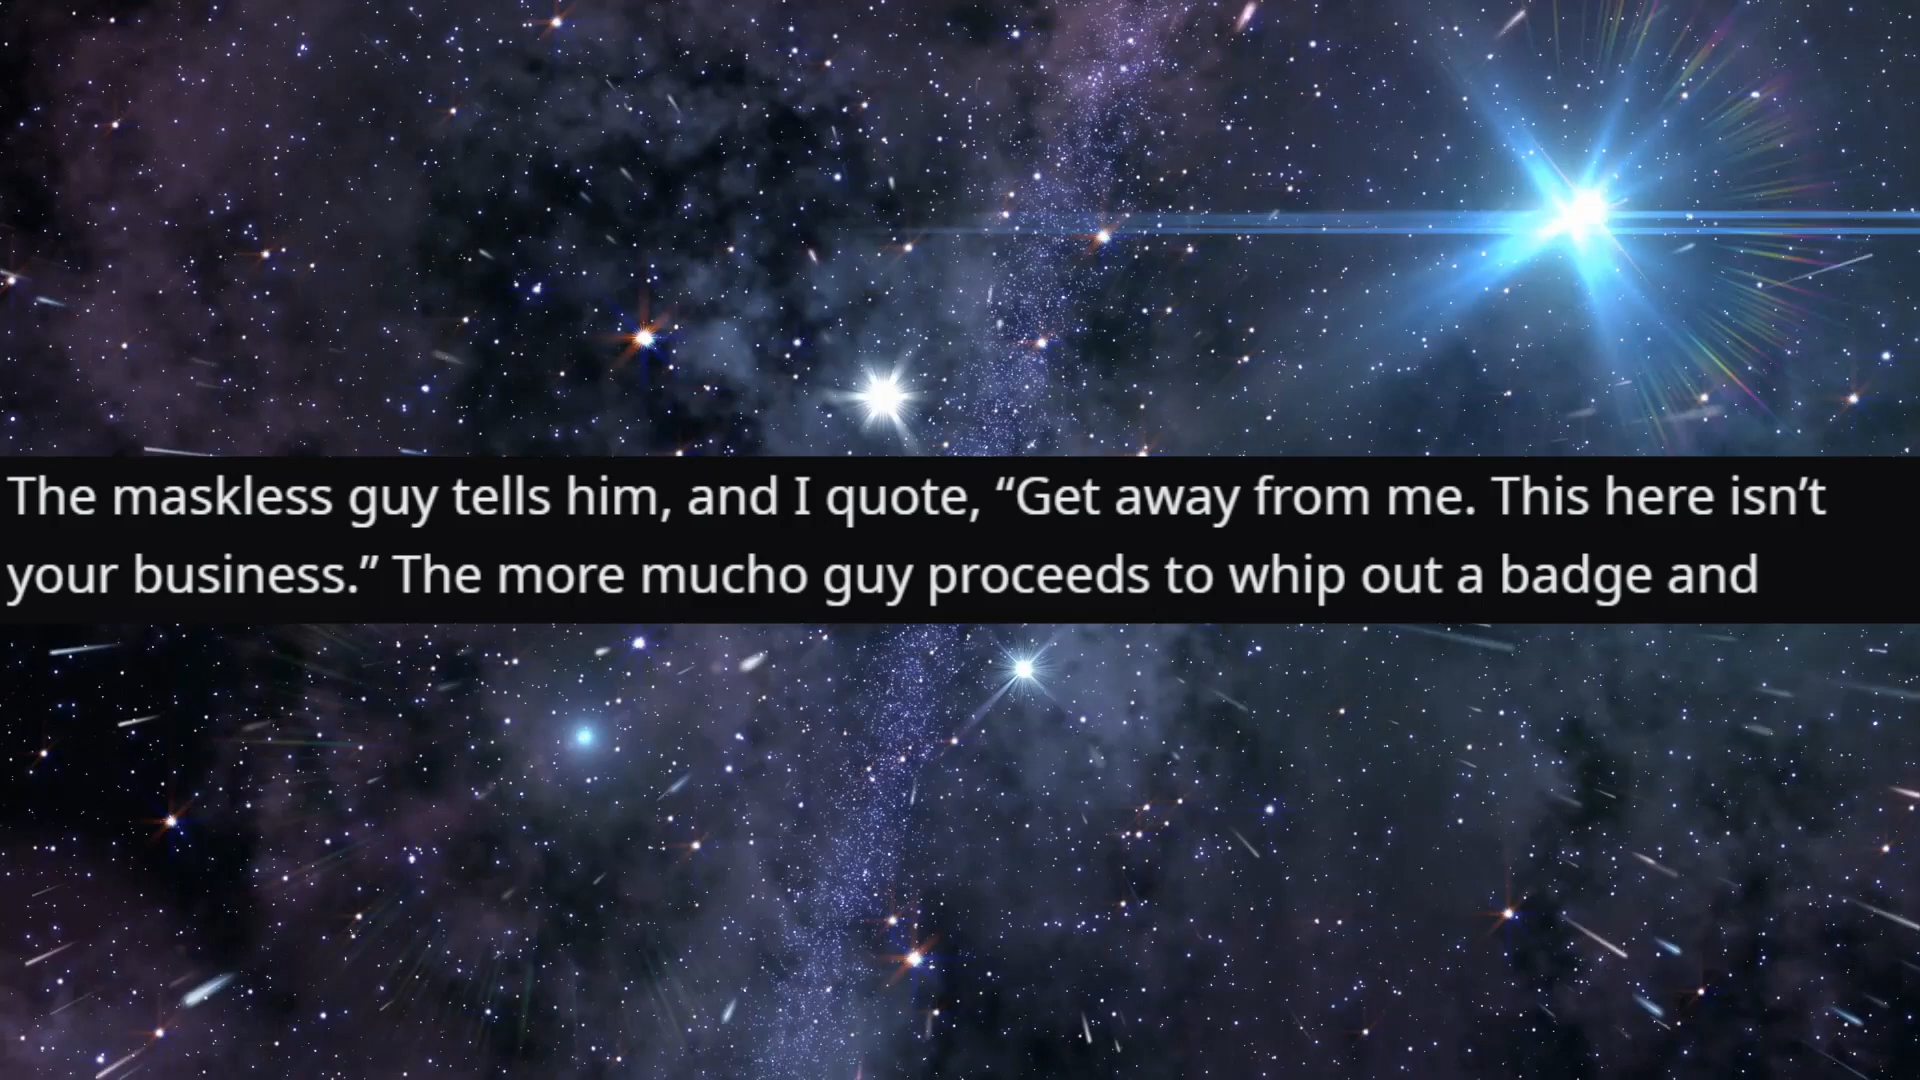 The maskless guy tells him, and I quote, “Get away from me. This here isn’t
your business.” The more mucho guy proceeds to whip out a badge and